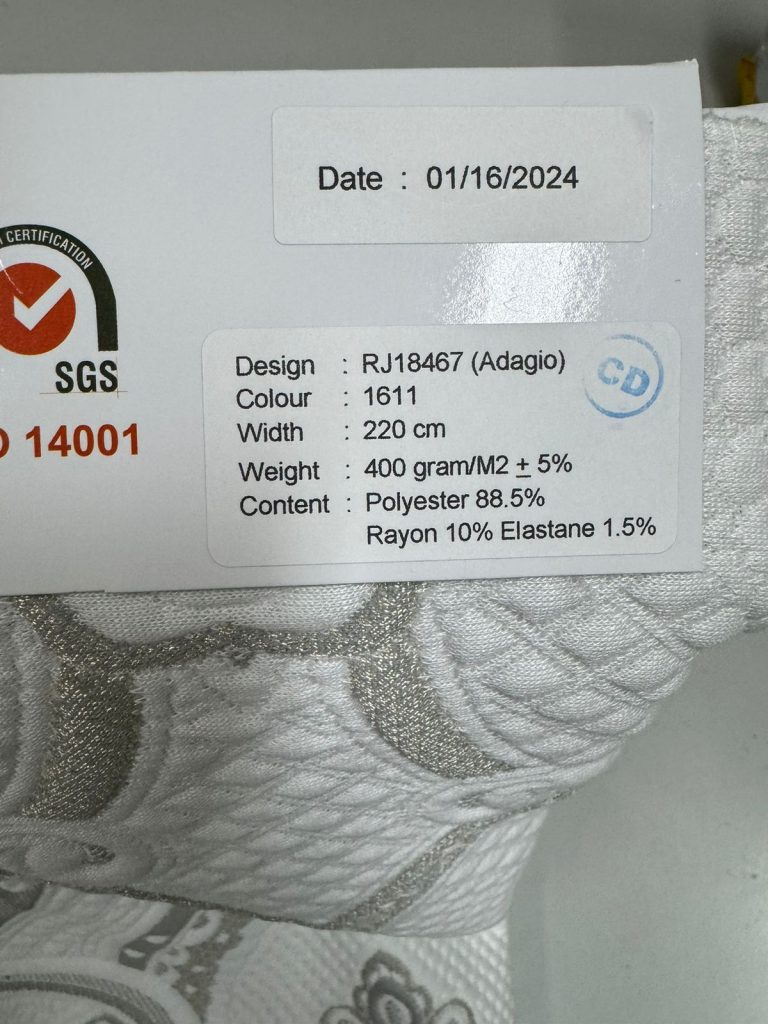 Date : 01/16/2024
CERTIFICATION
SGS
14001
Design : RJ18467 (Adagio)
CD
Colour : 1611
Width : 220 cm
Weight : 400 gram/M2 ± 5%
Content : Polyester 88.5%
Rayon 10% Elastane 1.5%